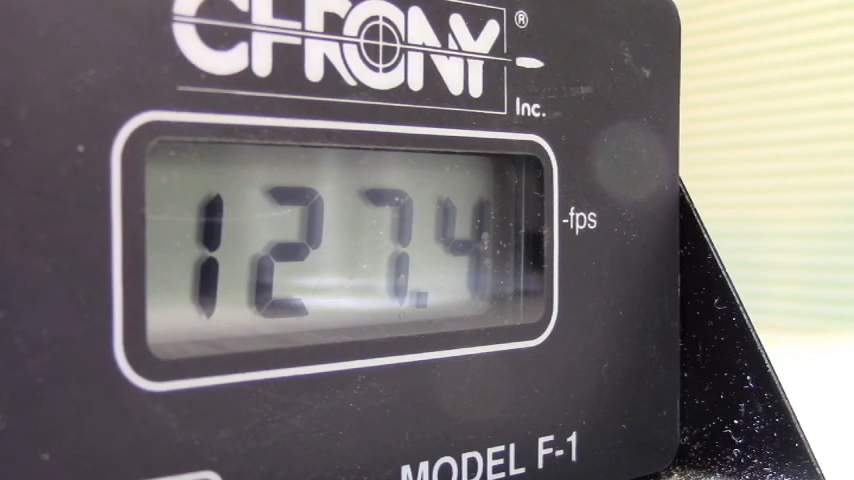 CHRONY®
Inc.
127.4
-fps
MODEL F-1